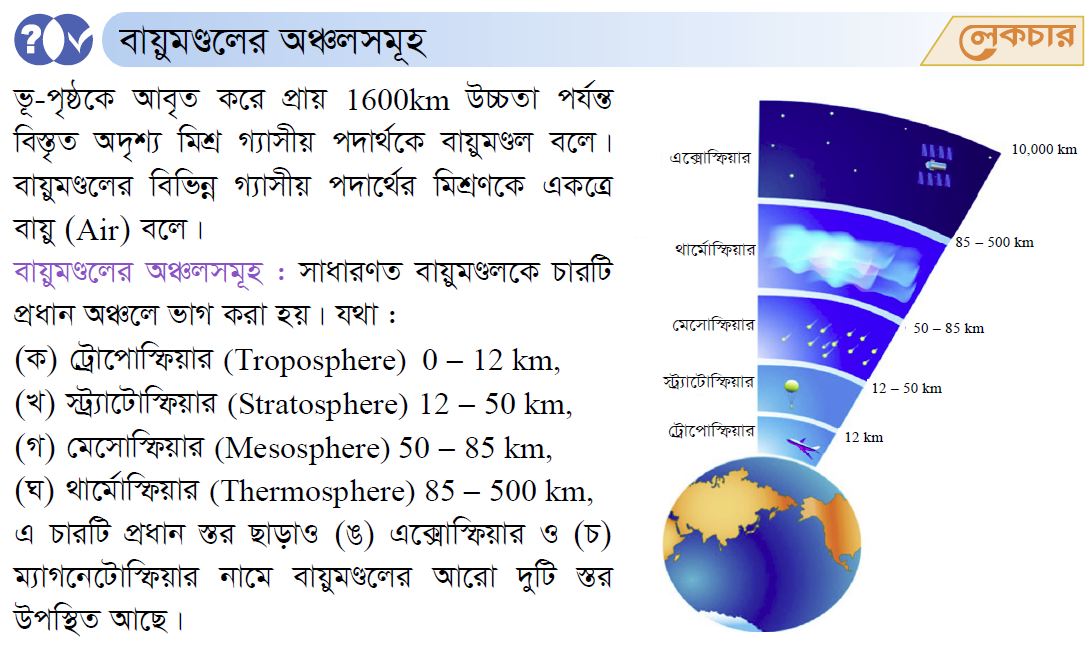 বায়ুমণ্ডলের অঞ্চলসমূহ
লেকচার
ভূ-পৃষ্ঠকে আবৃত করে প্রায় 1600km উচ্চতা পর্যন্ত
বিস্তৃত অদৃশ্য মিশ্র গ্যাসীয় পদার্থকে বায়ুমণ্ডল বলে।
বায়ুমণ্ডলের বিভিন্ন গ্যাসীয় পদার্থের মিশ্রণকে একত্রে
বায়ু (Air) বলে।
বায়ুমণ্ডলের অঞ্চলসমূহ : সাধারণত বায়ুমণ্ডলকে চারটি
প্রধান অঞ্চলে ভাগ করা হয়। যথা :
(ক) ট্রোপোস্ফিয়ার (Troposphere) 0 – 12 km,
(খ) স্ট্র্যাটোস্ফিয়ার (Stratosphere) 12 – 50 km,
(গ) মেসোস্ফিয়ার (Mesosphere) 50 – 85 km,
(ঘ) থার্মোস্ফিয়ার (Thermosphere) 85 – 500 km,
এ চারটি প্রধান স্তর ছাড়াও (ঙ) এক্সোস্ফিয়ার ও (চ)
ম্যাগনেটোস্ফিয়ার নামে বায়ুমণ্ডলের আরো দুটি স্তর
উপস্থিত আছে।
এক্সোস্ফিয়ার
10,000 km
থার্মোস্ফিয়ার
85 – 500 km
মেসোস্ফিয়ার
50 – 85 km
স্ট্র্যাটোস্ফিয়ার
12 – 50 km
ট্রোপোস্ফিয়ার
12 km